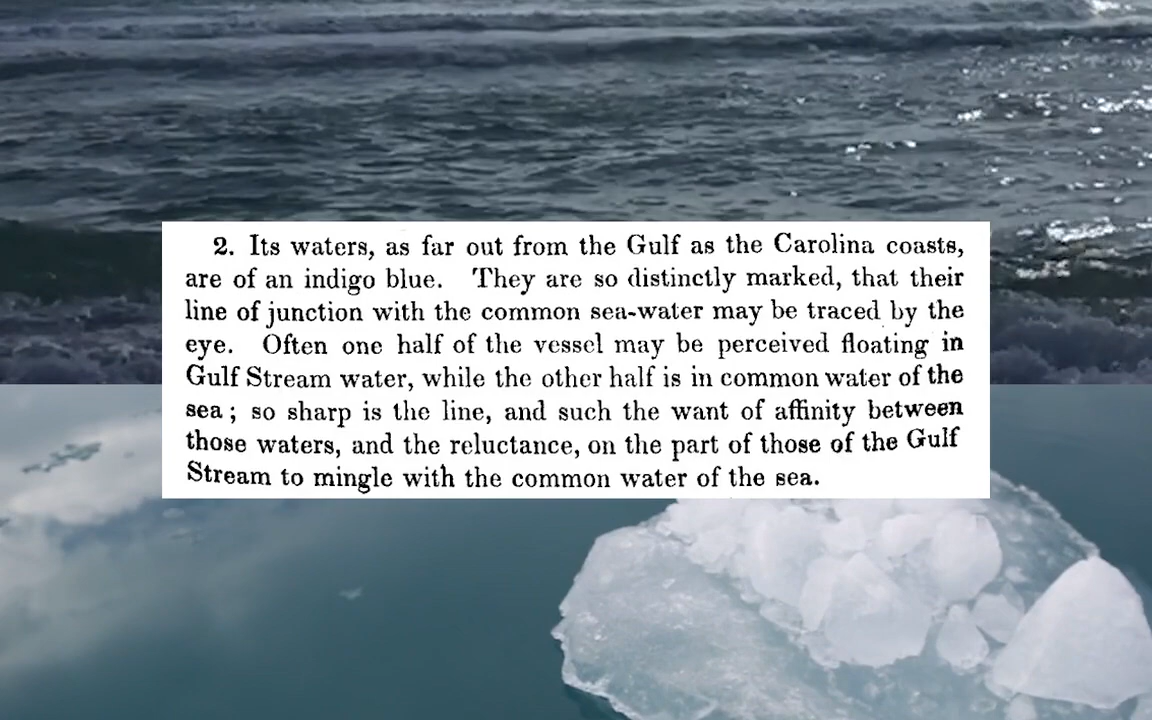 2. Its waters, as far out from the Gulf as the Carolina coasts,
are of an indigo blue. They are so distinctly marked, that their
line of junction with the common sea-water may be traced by the
eye. Often one half of the vessel may be perceived floating in
Gulf Stream water, while the other half is in common water of the
sea; so sharp is the line, and such the want of affinity between
those waters, and the reluctance, on the part of those of the Gulf
Stream to mingle with the common water of the sea.